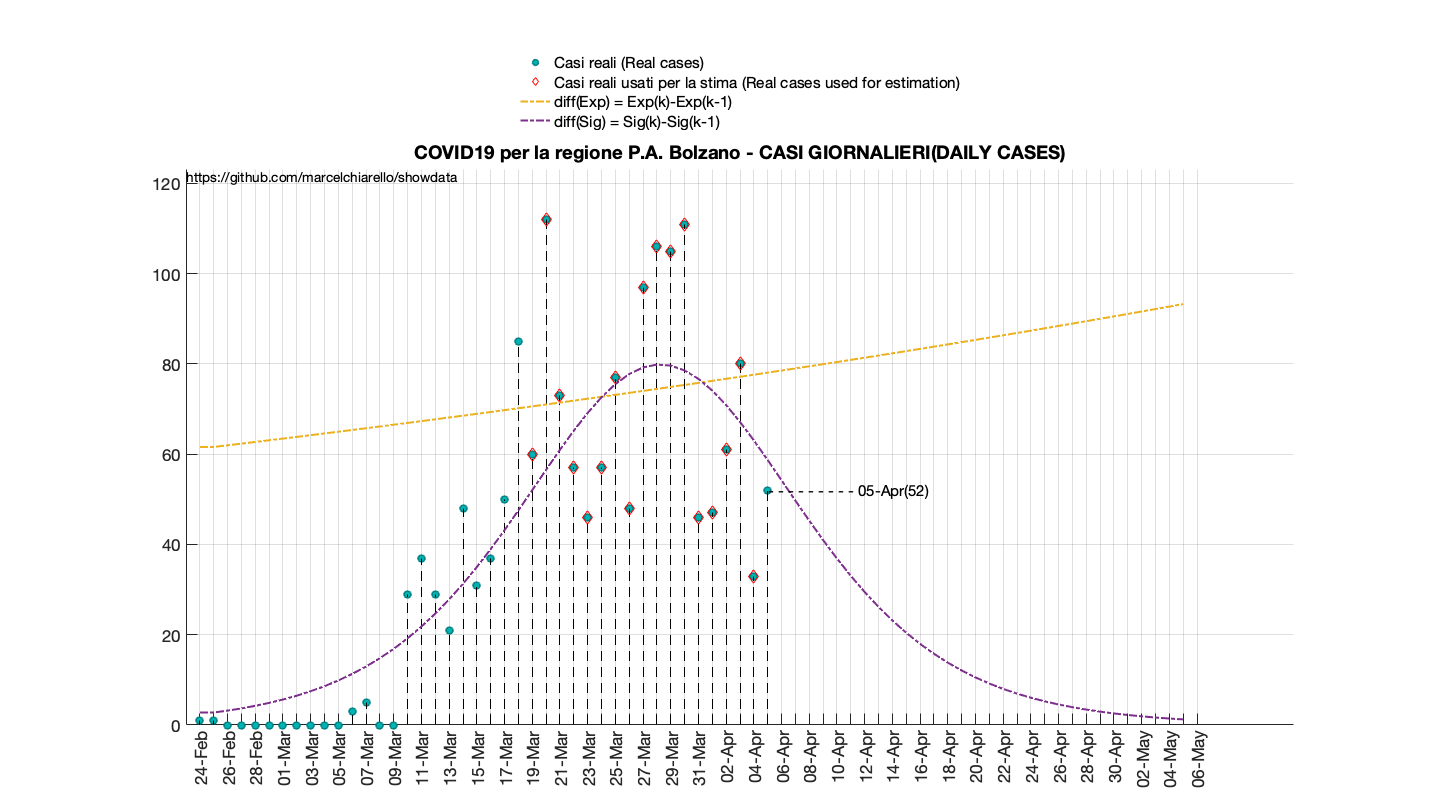 Casi reali (Real cases)
Casi reali usati per la stima (Real cases used for estimation)
diff(Exp) = Exp(k)-Exp(k-1)
diff(Sig) = Sig(k)-Sig(k-1)
COVID19 per la regione P.A. Bolzano - CASI GIORNALIERI(DAILY CASES)
https://github.com/marcelchiarello/showdata
120
100
80
60
40
20
0
05-Apr(52)
24-Feb
26-Feb
28-Feb
01-Mar
03-Mar
05-Mar
07-Mar
09-Mar
11-Mar
13-Mar
15-Mar
17-Mar
19-Mar
21-Mar
23-Mar
25-Mar
27-Mar
29-Mar
31-Mar
02-Apr
04-Apr
06-Apr
08-Apr
10-Apr
12-Apr
14-Apr
16-Apr
18-Apr
20-Apr
22-Apr
24-Apr
26-Apr
28-Apr
30-Apr
02-May
04-May
06-May